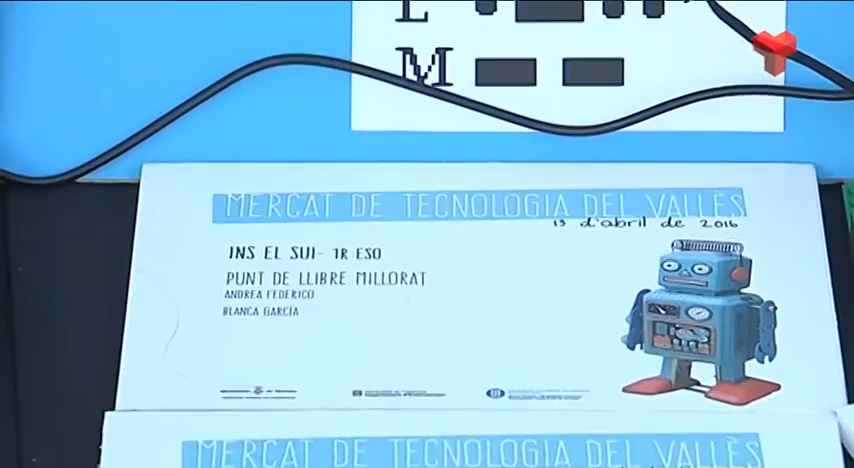 L
M
MERCAT DE TECNOLOGIA DEL VALLÈS
13 d'abril de 2016
INS EL SUI- 1R ESO
PUNT DE LLIBRE MILLORAT
ANDREA FEDERICO
BLANCA GARCÍA
MERCAT DE TECNOLOGIA DEL VALLÈS